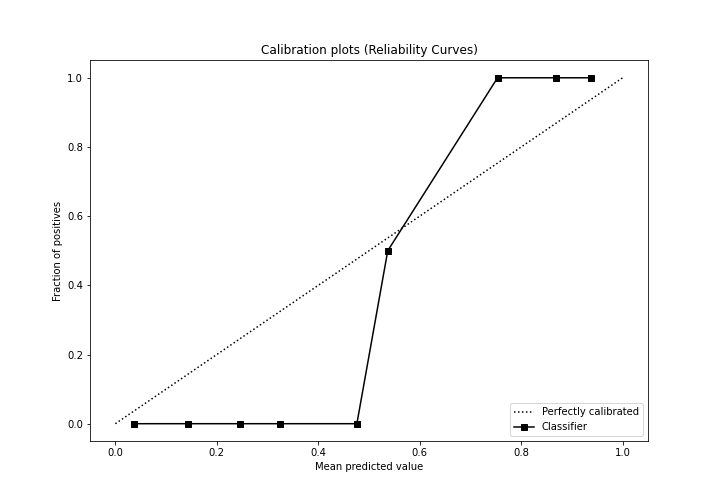 Calibration plots (Reliability Curves)
1.0
0.8
0.6
0.4
0.2
0.0
Fraction of positives
0.0 0.2 0.4 0.6 0.8 1.0
Mean predicted value
Perfectly calibrated
Classifier